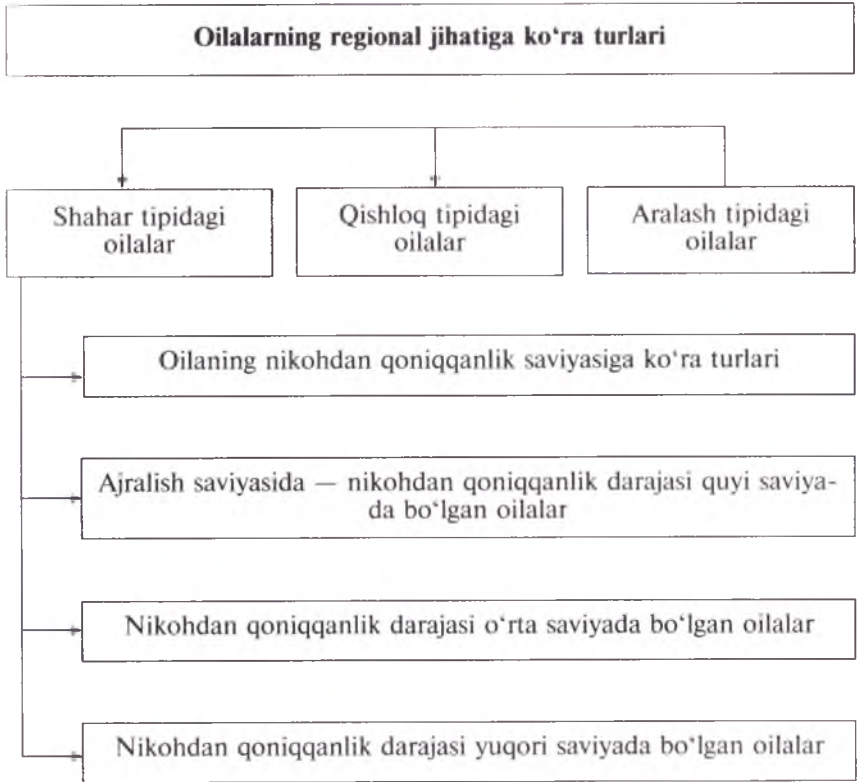 Oilalarning regional jihatiga ko‘ra turlari
Shahar tipidagi
oilalar
Qishloq tipidagi
oilalar
Aralash tipidagi
oilalar
Oilaning nikohdan qoniqqanlik saviyasiga ko‘ra turlari
Ajralish saviyasida — nikohdan qoniqqanlik darajasi quyi saviya-
da bo‘lgan oilalar
Nikohdan qoniqqanlik darajasi o‘rta saviyada bo‘lgan oilalar
Nikohdan qoniqqanlik darajasi yuqori saviyada bo‘lgan oilalar